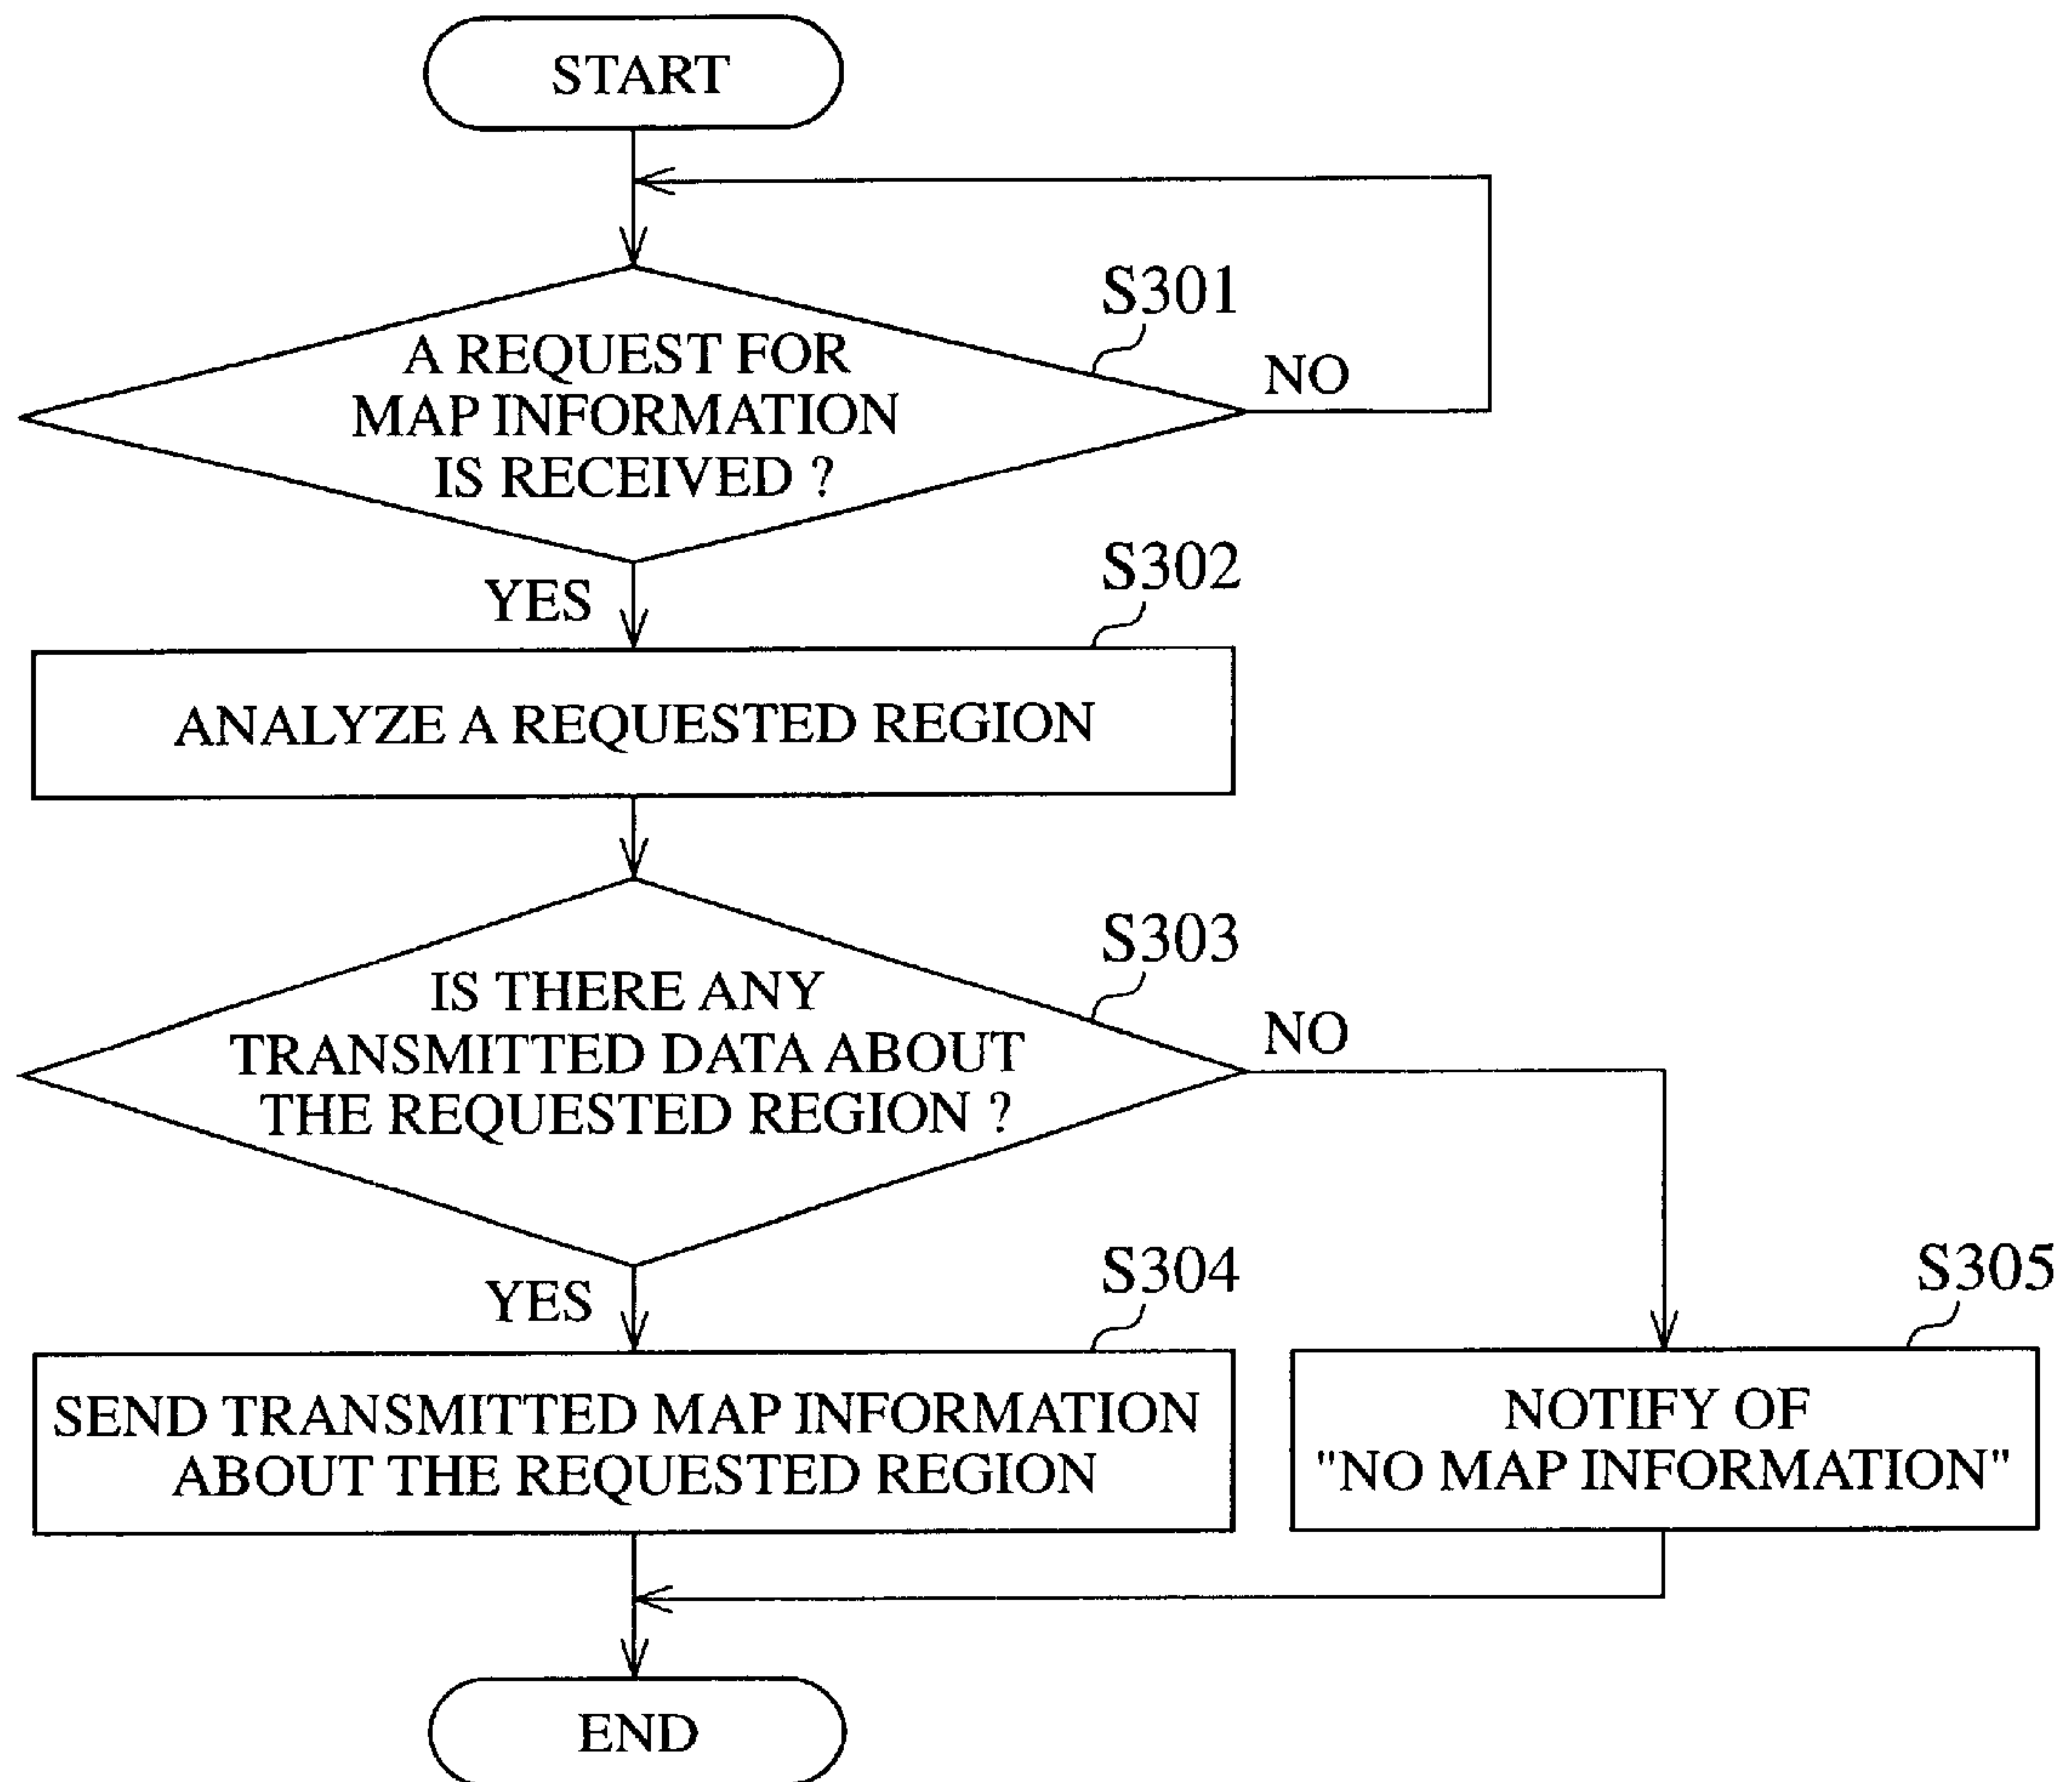 START
S301
A REQUEST FOR
MAP INFORMATION
IS RECEIVED ?
NO
YES
S302
ANALYZE A REQUESTED REGION
S303
IS THERE ANY
TRANSMITTED DATA ABOUT
THE REQUESTED REGION ?
NO
YES
S304
SEND TRANSMITTED MAP INFORMATION
ABOUT THE REQUESTED REGION
S305
NOTIFY OF
"NO MAP INFORMATION"
END